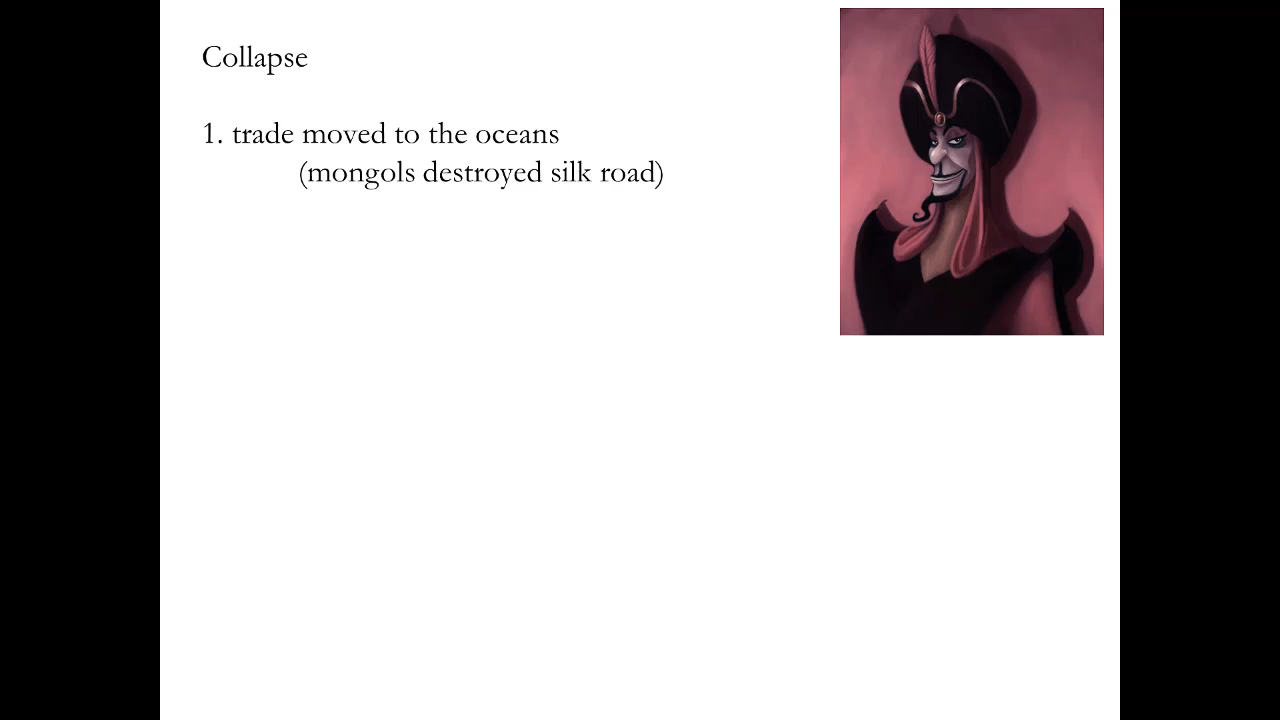 Collapse
1. trade moved to the oceans
(mongols destroyed silk road)